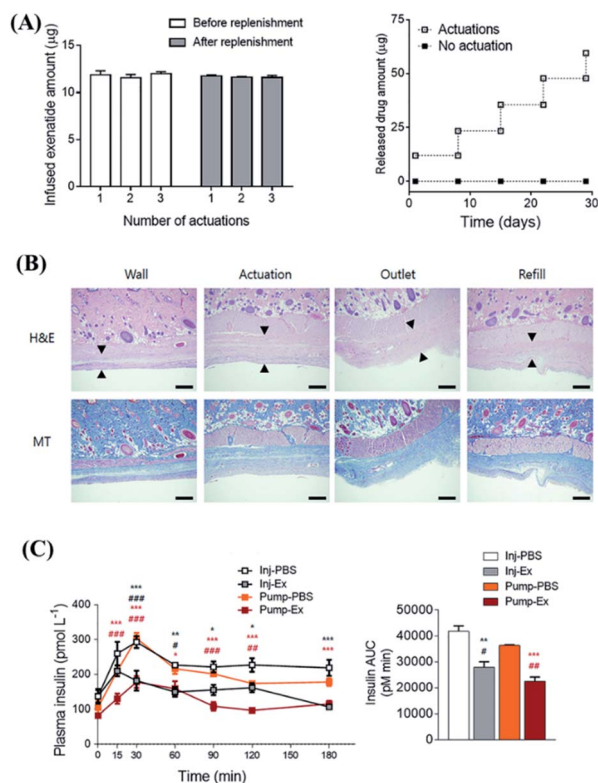 (A)
Before replenishment
After replenishment
Infused exenatide amount (μg)
15
10
5
0
1 2 3 1 2 3
Number of actuations
Actuations
No actuation
Released drug amount (μg)
75
50
25
0
0 10 20 30
Time (days)
(B)
Wall Actuation Outlet Refill
H&E
MT
(C)
Inj-PBS
Inj-Ex
Pump-PBS
Pump-Ex
Plasma insulin (pmol L⁻¹)
400
300
200
100
0
*** ### *** ###
*** ###
** # *
* *** ###
* *** ##
*** ***
0 15 30 60 90 120 180
Time (min)
Inj-PBS
Inj-Ex
Pump-PBS
Pump-Ex
Insulin AUC
(pM min)
50000
40000
30000
20000
10000
0
** #
*** ##